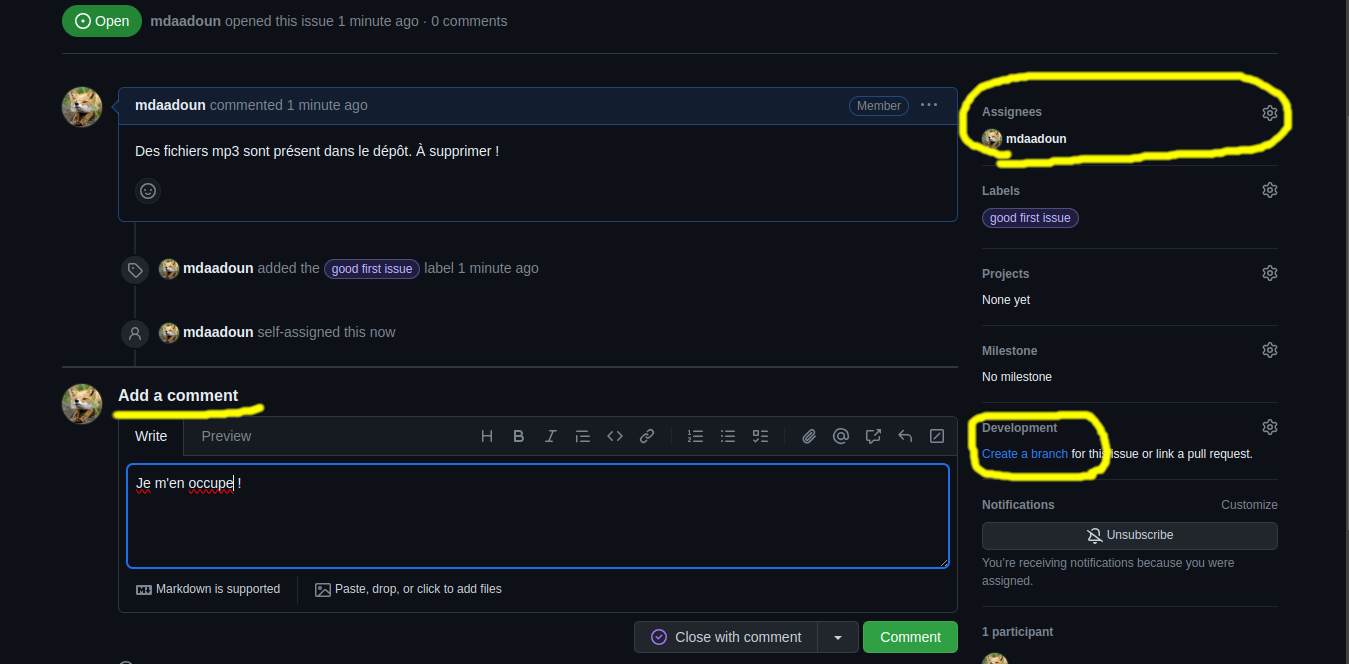 Open mdaadoun opened this issue 1 minute ago · 0 comments
mdaadoun commented 1 minute ago Member ...
Des fichiers mp3 sont présent dans le dépôt. À supprimer !
mdaadoun added the good first issue label 1 minute ago
mdaadoun self-assigned this now
Add a comment
Write Preview
Je m'en occupe !
Markdown is supported Paste, drop, or click to add files
Close with comment Comment
Assignees
mdaadoun
Labels
good first issue
Projects
None yet
Milestone
No milestone
Development
Create a branch for this issue or link a pull request.
Notifications Customize
Unsubscribe
You're receiving notifications because you were
assigned.
1 participant